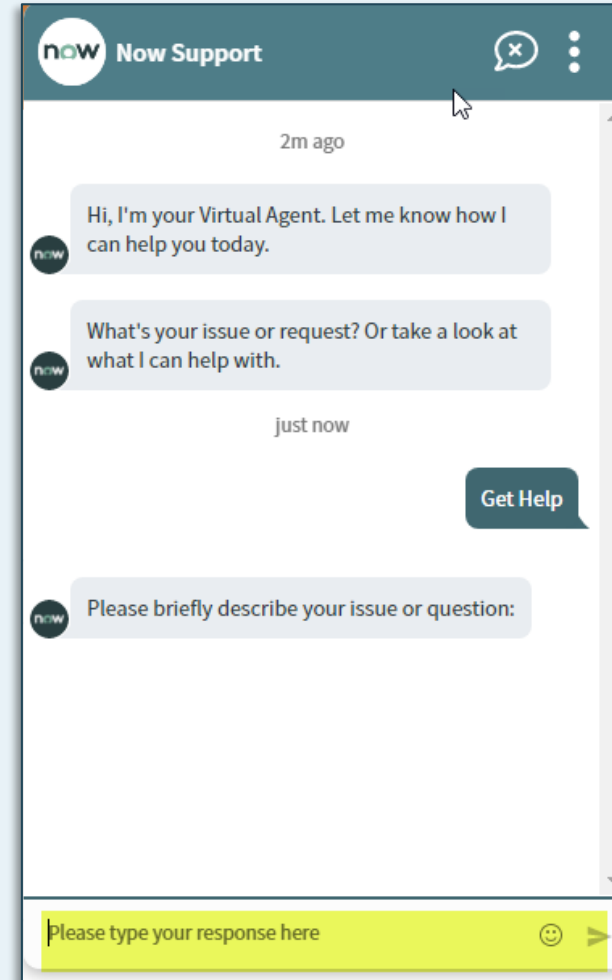 now Now Support
2m ago
Hi, I'm your Virtual Agent. Let me know how I
can help you today.
now
What's your issue or request? Or take a look at
what I can help with.
now
just now
Get Help
Please briefly describe your issue or question:
now
Please type your response here